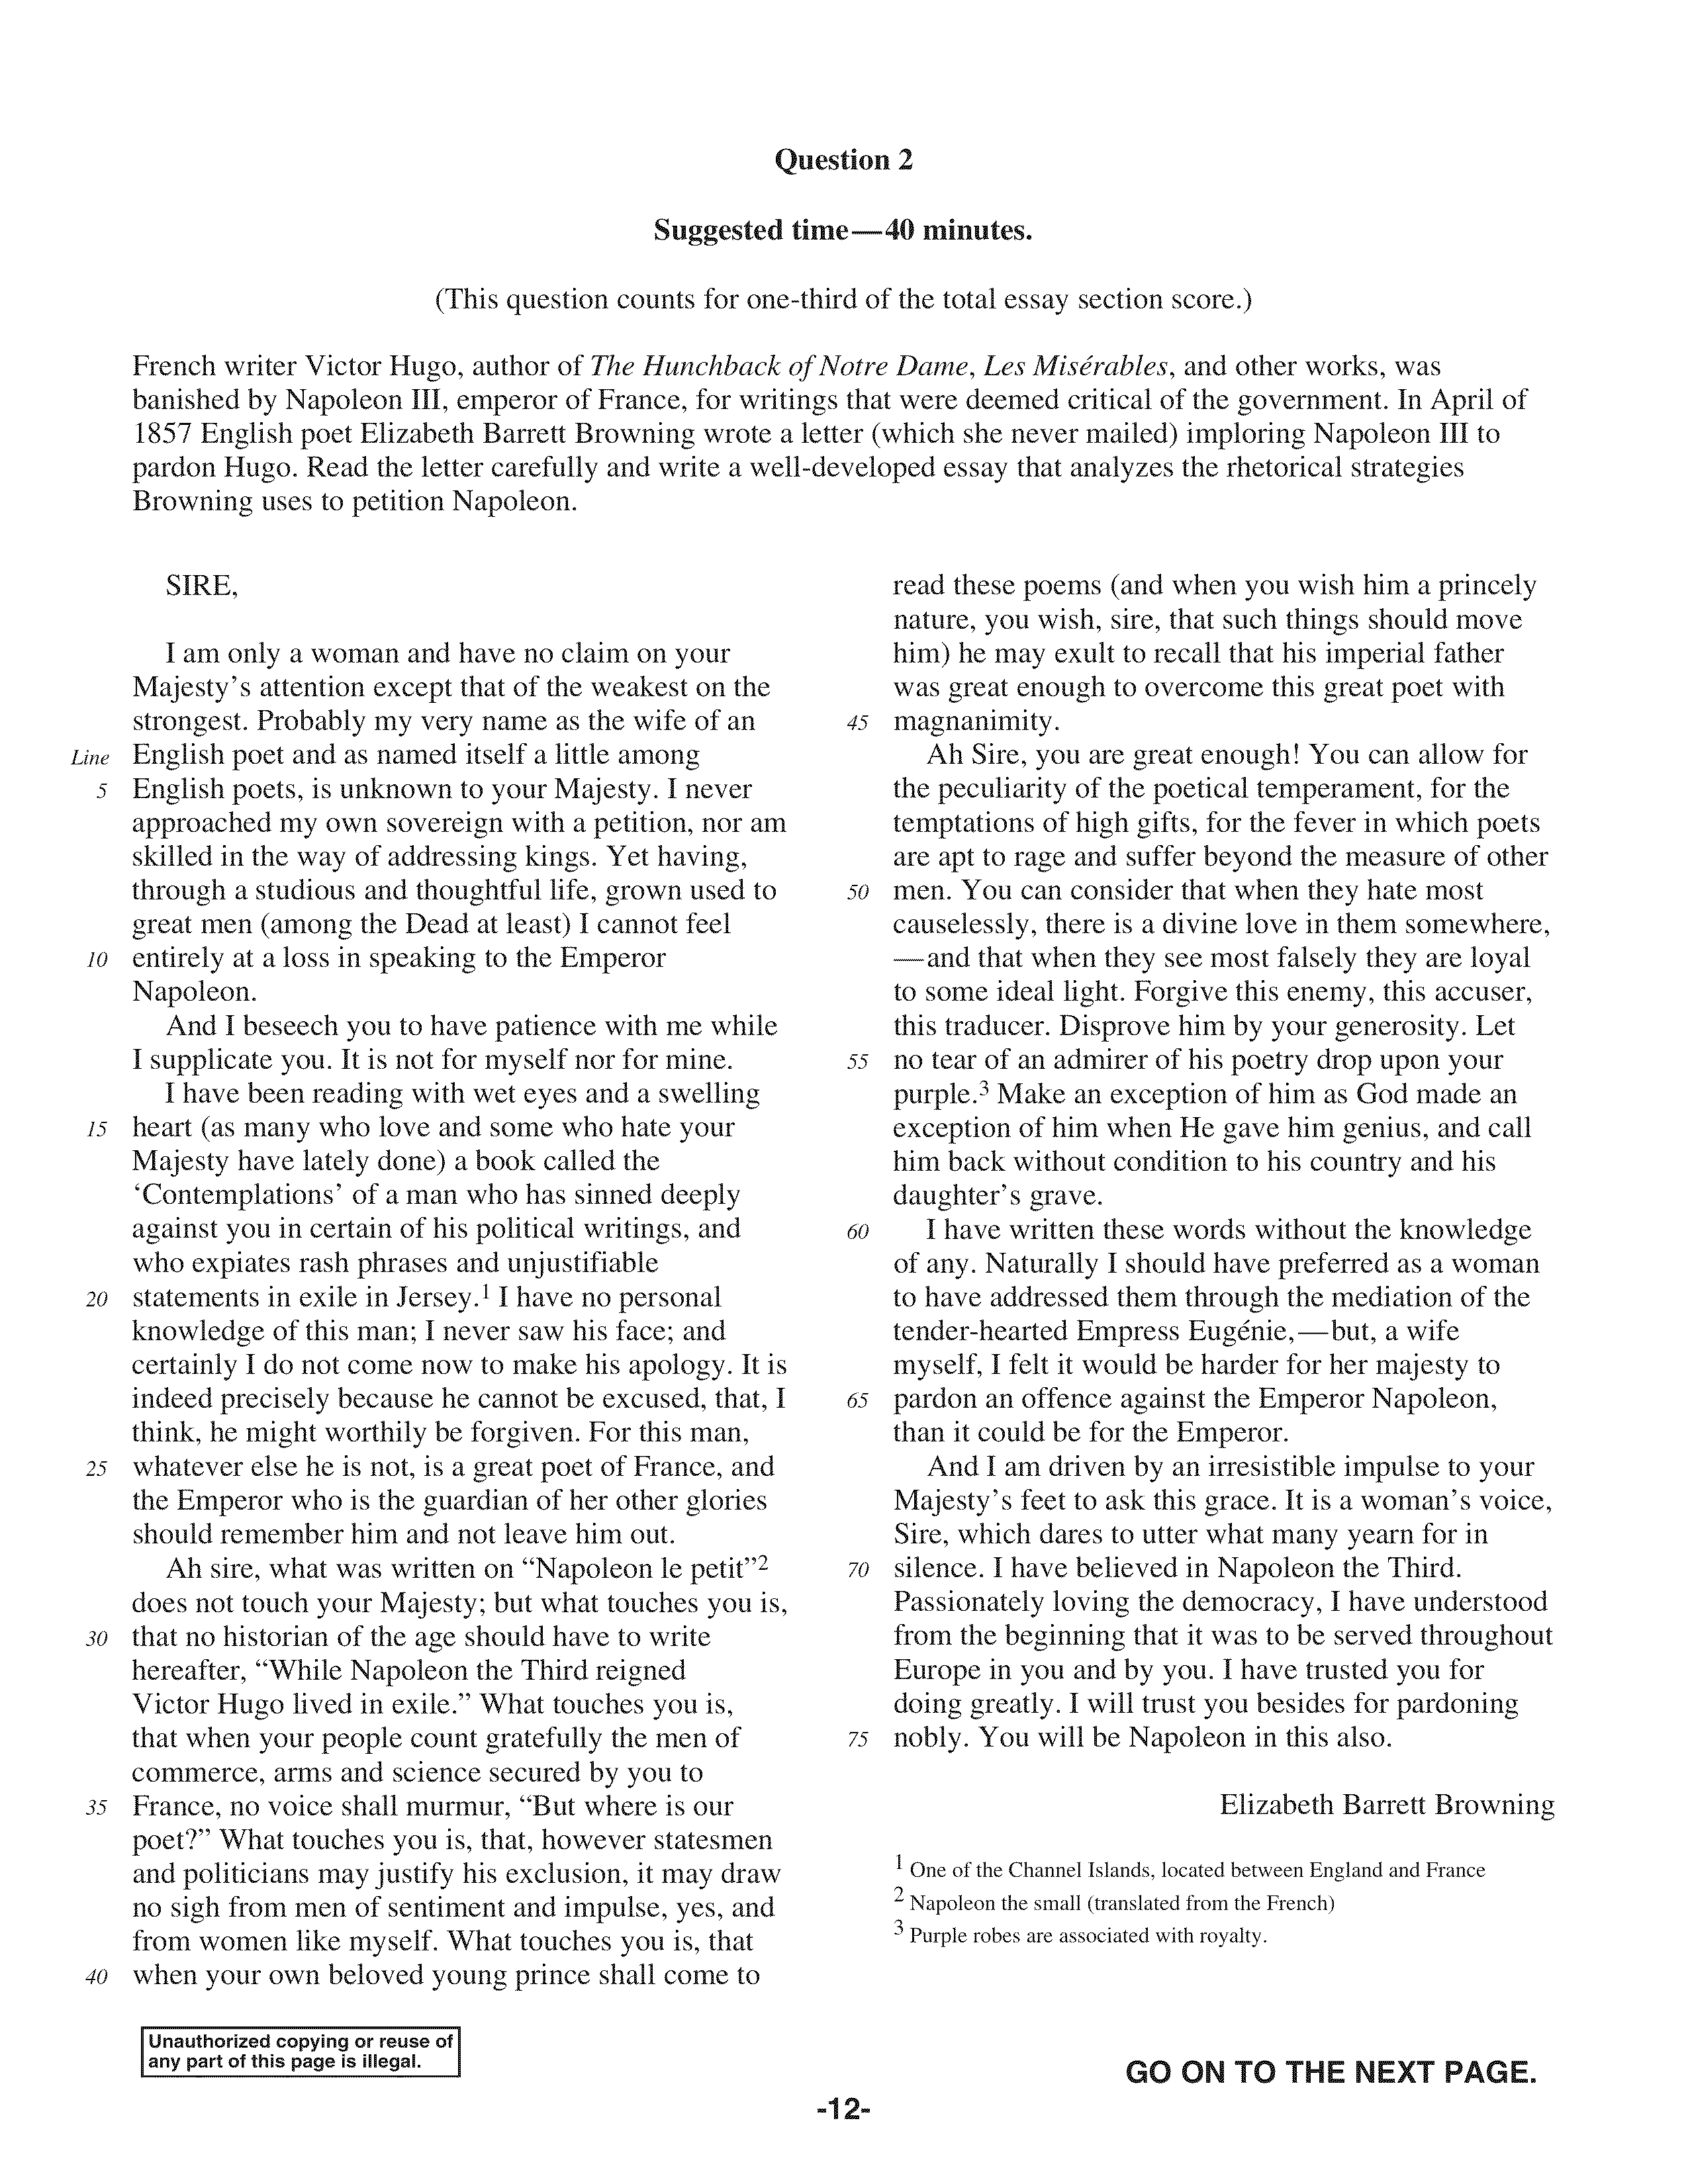 Question 2
Suggested time—40 minutes.
(This question counts for one-third of the total essay section score.)
French writer Victor Hugo, author of The Hunchback of Notre Dame, Les Misérables, and other works, was
banished by Napoleon III, emperor of France, for writings that were deemed critical of the government. In April of
1857 English poet Elizabeth Barrett Browning wrote a letter (which she never mailed) imploring Napoleon III to
pardon Hugo. Read the letter carefully and write a well-developed essay that analyzes the rhetorical strategies
Browning uses to petition Napoleon.
SIRE,
I am only a woman and have no claim on your
Majesty’s attention except that of the weakest on the
strongest. Probably my very name as the wife of an
Line English poet and as named itself a little among
5 English poets, is unknown to your Majesty. I never
approached my own sovereign with a petition, nor am
skilled in the way of addressing kings. Yet having,
through a studious and thoughtful life, grown used to
great men (among the Dead at least) I cannot feel
10 entirely at a loss in speaking to the Emperor
Napoleon.
And I beseech you to have patience with me while
I supplicate you. It is not for myself nor for mine.
I have been reading with wet eyes and a swelling
15 heart (as many who love and some who hate your
Majesty have lately done) a book called the
‘Contemplations’ of a man who has sinned deeply
against you in certain of his political writings, and
who expiates rash phrases and unjustifiable
20 statements in exile in Jersey.1 I have no personal
knowledge of this man; I never saw his face; and
certainly I do not come now to make his apology. It is
indeed precisely because he cannot be excused, that, I
think, he might worthily be forgiven. For this man,
25 whatever else he is not, is a great poet of France, and
the Emperor who is the guardian of her other glories
should remember him and not leave him out.
Ah sire, what was written on “Napoleon le petit”2
does not touch your Majesty; but what touches you is,
30 that no historian of the age should have to write
hereafter, “While Napoleon the Third reigned
Victor Hugo lived in exile.” What touches you is,
that when your people count gratefully the men of
commerce, arms and science secured by you to
35 France, no voice shall murmur, “But where is our
poet?” What touches you is, that, however statesmen
and politicians may justify his exclusion, it may draw
no sigh from men of sentiment and impulse, yes, and
from women like myself. What touches you is, that
40 when your own beloved young prince shall come to
read these poems (and when you wish him a princely
nature, you wish, sire, that such things should move
him) he may exult to recall that his imperial father
was great enough to overcome this great poet with
45 magnanimity.
Ah Sire, you are great enough! You can allow for
the peculiarity of the poetical temperament, for the
temptations of high gifts, for the fever in which poets
are apt to rage and suffer beyond the measure of other
50 men. You can consider that when they hate most
causelessly, there is a divine love in them somewhere,
—and that when they see most falsely they are loyal
to some ideal light. Forgive this enemy, this accuser,
this traducer. Disprove him by your generosity. Let
55 no tear of an admirer of his poetry drop upon your
purple.3 Make an exception of him as God made an
exception of him when He gave him genius, and call
him back without condition to his country and his
daughter’s grave.
60 I have written these words without the knowledge
of any. Naturally I should have preferred as a woman
to have addressed them through the mediation of the
tender-hearted Empress Eugénie,—but, a wife
myself, I felt it would be harder for her majesty to
65 pardon an offence against the Emperor Napoleon,
than it could be for the Emperor.
And I am driven by an irresistible impulse to your
Majesty’s feet to ask this grace. It is a woman’s voice,
Sire, which dares to utter what many yearn for in
70 silence. I have believed in Napoleon the Third.
Passionately loving the democracy, I have understood
from the beginning that it was to be served throughout
Europe in you and by you. I have trusted you for
doing greatly. I will trust you besides for pardoning
75 nobly. You will be Napoleon in this also.
Elizabeth Barrett Browning
1 One of the Channel Islands, located between England and France
2 Napoleon the small (translated from the French)
3 Purple robes are associated with royalty.
Unauthorized copying or reuse of
any part of this page is illegal.
GO ON TO THE NEXT PAGE.
-12-